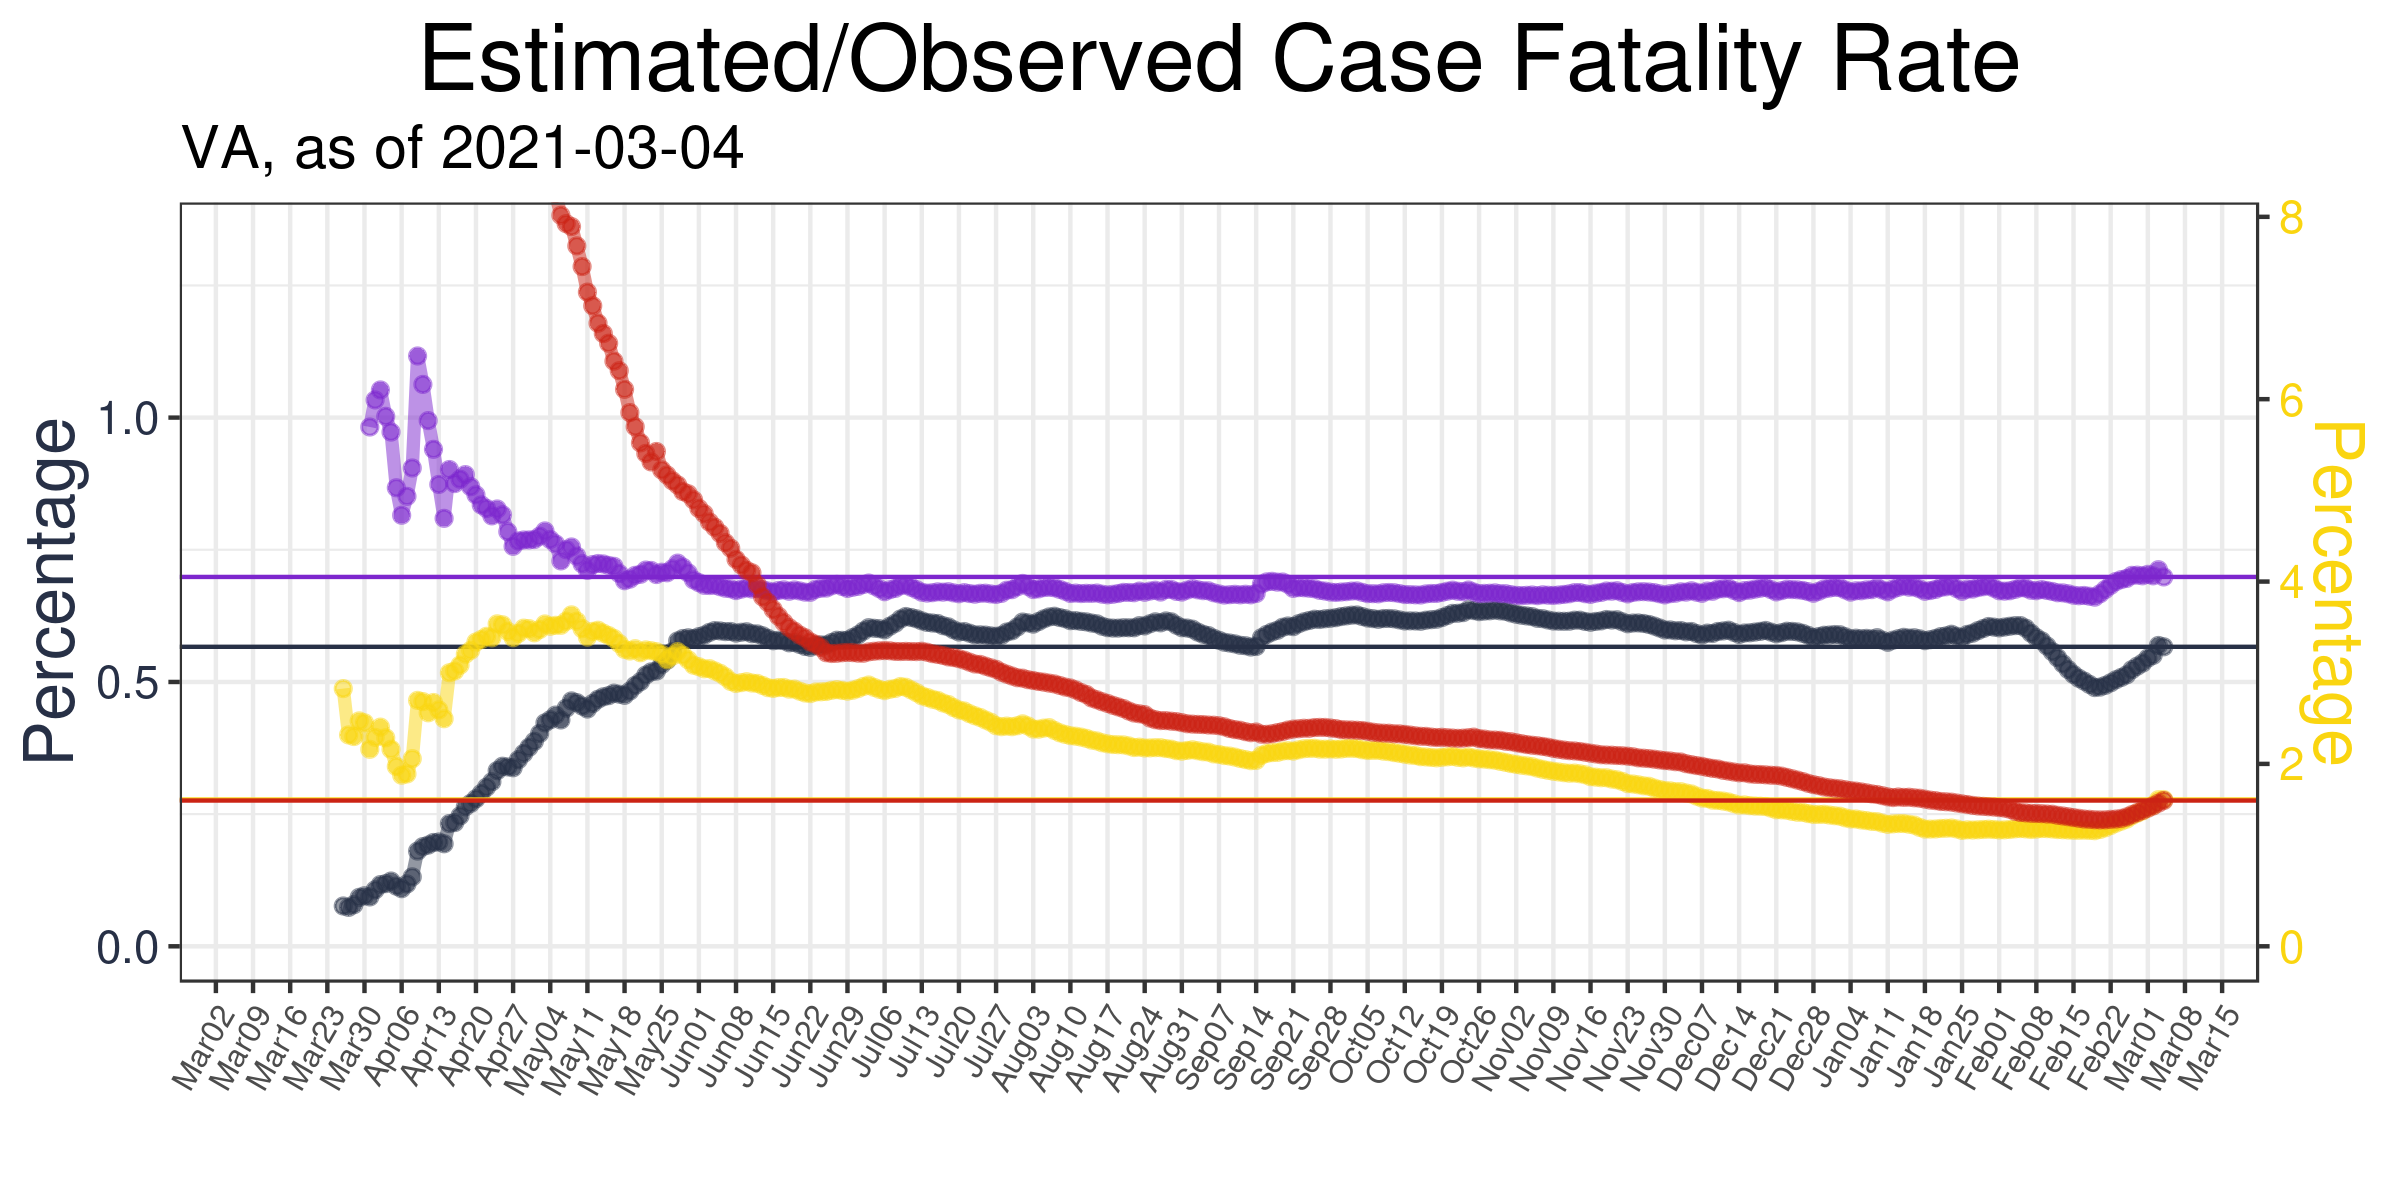 Estimated/Observed Case Fatality Rate
VA, as of 2021-03-04
Percentage
1.0
0.5
0.0
8
6
4
2
0
Percentage
Mar02
Mar09
Mar16
Mar23
Mar30
Apr06
Apr13
Apr20
Apr27
May04
May11
May18
May25
Jun01
Jun08
Jun15
Jun22
Jun29
Jul06
Jul13
Jul20
Jul27
Aug03
Aug10
Aug17
Aug24
Aug31
Sep07
Sep14
Sep21
Sep28
Oct05
Oct12
Oct19
Oct26
Nov02
Nov09
Nov16
Nov23
Nov30
Dec07
Dec14
Dec21
Dec28
Jan04
Jan11
Jan18
Jan25
Feb01
Feb08
Feb15
Feb22
Mar01
Mar08
Mar15